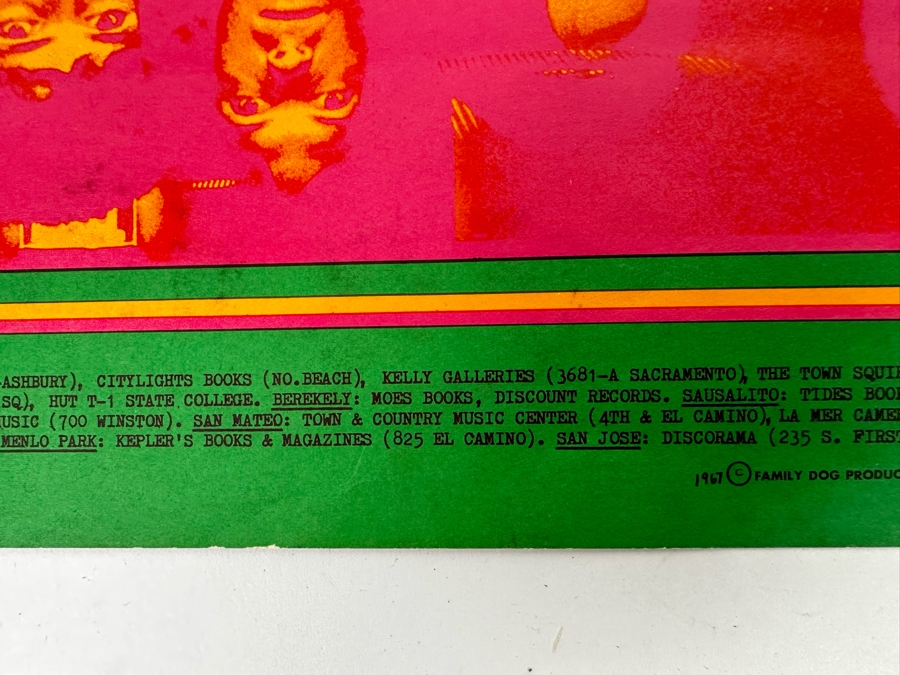 -ASHBURY), CITYLIGHTS BOOKS (NO.BEACH), KELLY GALLERIES (3681-A SACRAMENTO), THE TOWN SQUI
SQ), HUT T-1 STATE COLLEGE. BEREKELY: MOES BOOKS, DISCOUNT RECORDS. SAUSALITO: TIDES BOO
USIC (700 WINSTON). SAN MATEO: TOWN & COUNTRY MUSIC CENTER (4TH & EL CAMINO), LA MER CAME
MENLO PARK: KEPLER'S BOOKS & MAGAZINES (825 EL CAMINO). SAN JOSE: DISCORAMA (235 S. FIRST
1967 © FAMILY DOG PRODUC